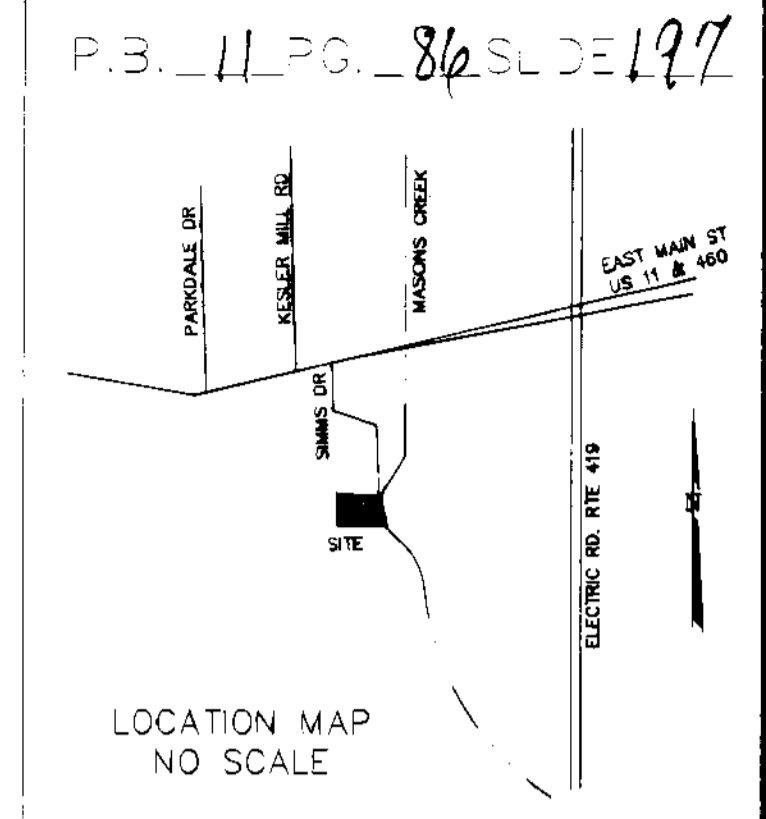 P.B. 11 PG. 86 SLIDE 197
PARKDALE DR
KESLER MILL RD
MASONS CREEK
EAST MAIN ST
US 11 & 460
SIMMS DR
SITE
ELECTRIC RD. RTE 419
N
LOCATION MAP
NO SCALE